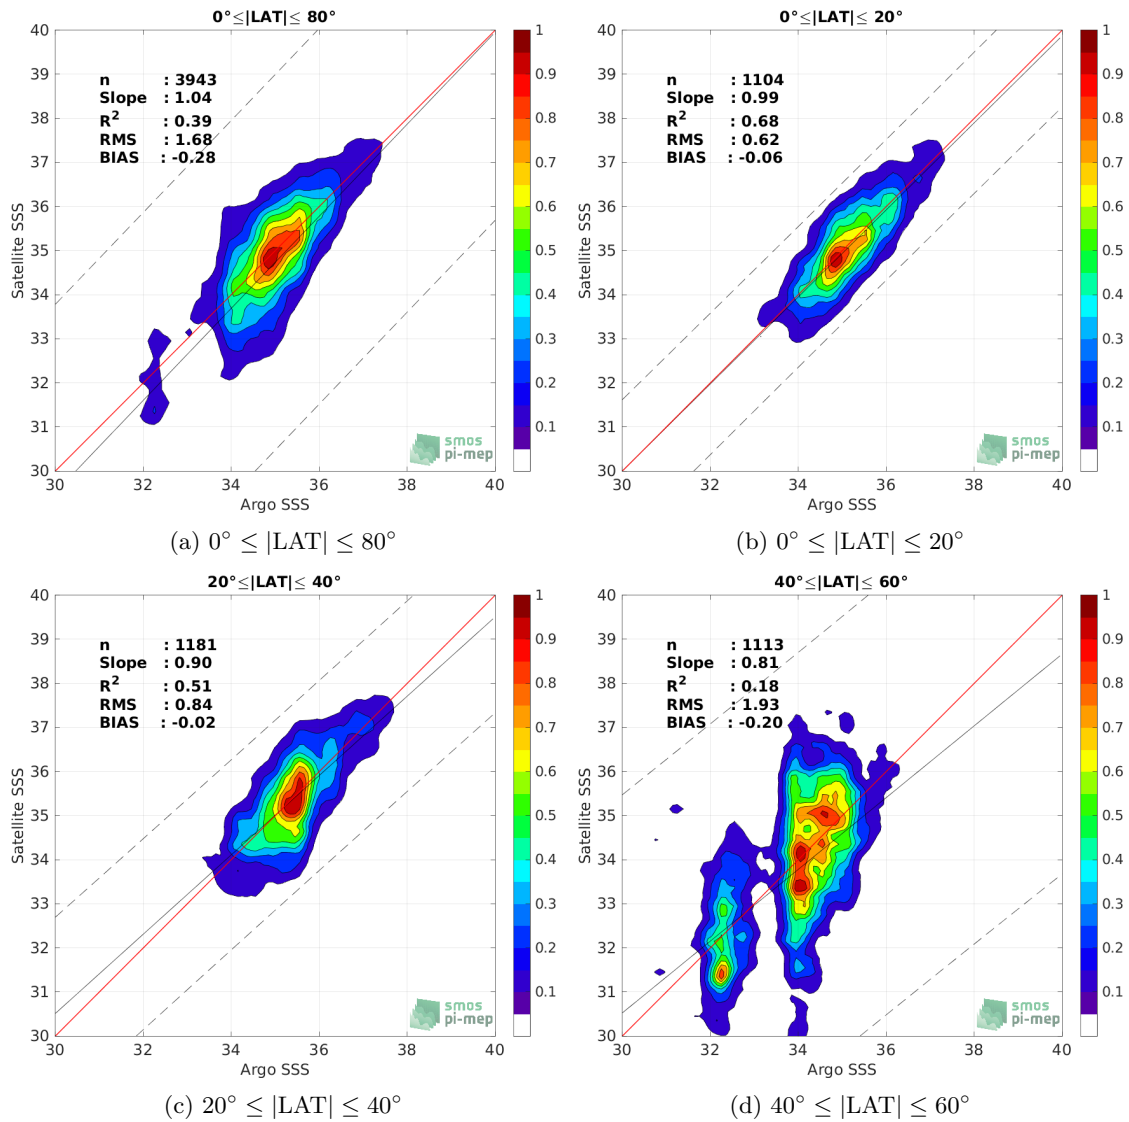 0°≤|LAT|≤ 80°
n : 3943
Slope : 1.04
R² : 0.39
RMS : 1.68
BIAS : -0.28
40
39
38
37
36
35
34
33
32
31
30
Satellite SSS
30 32 34 36 38 40
Argo SSS
1
0.9
0.8
0.7
0.6
0.5
0.4
0.3
0.2
0.1
smos
pi-mep
(a) 0° ≤ |LAT| ≤ 80°
0°≤|LAT|≤ 20°
n : 1104
Slope : 0.99
R² : 0.68
RMS : 0.62
BIAS : -0.06
40
39
38
37
36
35
34
33
32
31
30
Satellite SSS
30 32 34 36 38 40
Argo SSS
1
0.9
0.8
0.7
0.6
0.5
0.4
0.3
0.2
0.1
smos
pi-mep
(b) 0° ≤ |LAT| ≤ 20°
20°≤|LAT|≤ 40°
n : 1181
Slope : 0.90
R² : 0.51
RMS : 0.84
BIAS : -0.02
40
39
38
37
36
35
34
33
32
31
30
Satellite SSS
30 32 34 36 38 40
Argo SSS
1
0.9
0.8
0.7
0.6
0.5
0.4
0.3
0.2
0.1
smos
pi-mep
(c) 20° ≤ |LAT| ≤ 40°
40°≤|LAT|≤ 60°
n : 1113
Slope : 0.81
R² : 0.18
RMS : 1.93
BIAS : -0.20
40
39
38
37
36
35
34
33
32
31
30
Satellite SSS
30 32 34 36 38 40
Argo SSS
1
0.9
0.8
0.7
0.6
0.5
0.4
0.3
0.2
0.1
smos
pi-mep
(d) 40° ≤ |LAT| ≤ 60°